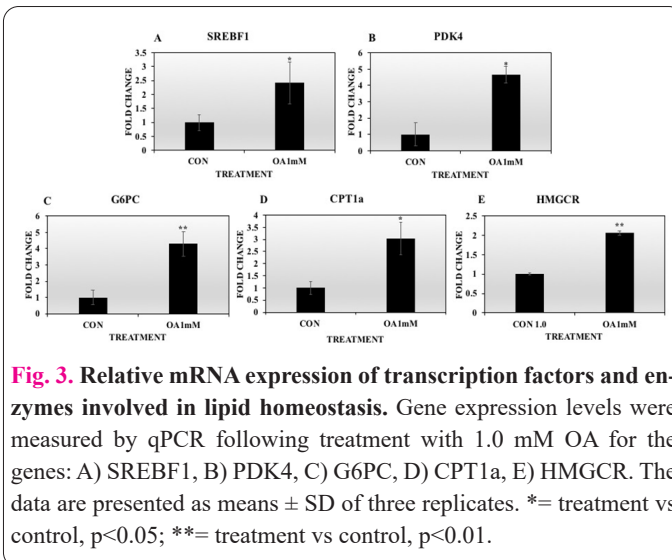 A SREBF1
3.5
3
2.5
2
1.5
1
0.5
0
FOLD CHANGE
*
CON OA1mM
TREATMENT
B PDK4
6
5
4
3
2
1
0
FOLD CHANGE
*
CON OA1mM
TREATMENT
C G6PC
6
5
4
3
2
1
0
FOLD CHANGE
**
CON OA1mM
TREATMENT
D CPT1a
4
3.5
3
2.5
2
1.5
1
0.5
0
FOLD CHANGE
*
CON OA1mM
TREATMENT
E HMGCR
2.5
2
1.5
1
0.5
0
FOLD CHANGE
**
CON 1.0 OA1mM
TREATMENT
Fig. 3. Relative mRNA expression of transcription factors and en-
zymes involved in lipid homeostasis. Gene expression levels were
measured by qPCR following treatment with 1.0 mM OA for the
genes: A) SREBF1, B) PDK4, C) G6PC, D) CPT1a, E) HMGCR. The
data are presented as means ± SD of three replicates. *= treatment vs
control, p<0.05; **= treatment vs control, p<0.01.